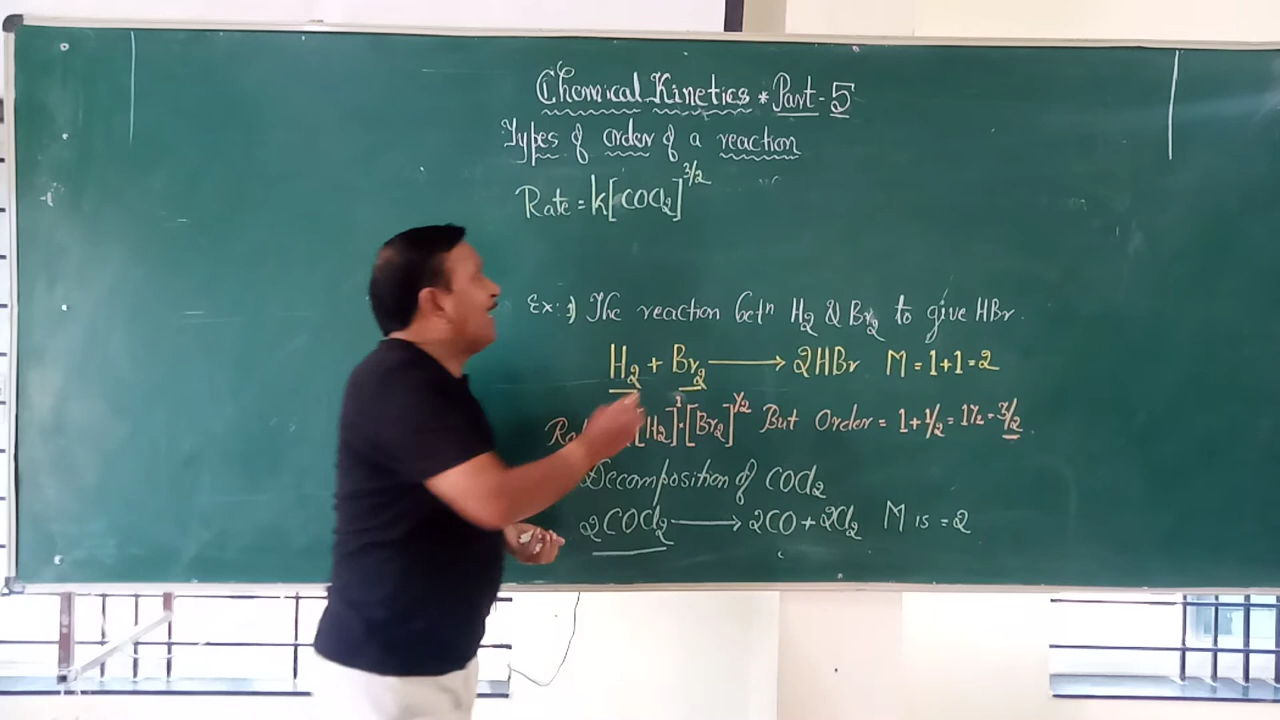 Chemical Kinetics * Part - 5
Types of order of a reaction
Rate = k[COCl₂]^3/2
Ex: 1) The reaction betⁿ H₂ & Br₂ to give HBr.
H₂ + Br₂ ⟶ 2HBr M = 1+1=2
[H₂]¹·[Br₂]^1/2 But Order = 1+1/2 = 1½ = 3/2
Decomposition of COCl₂
2COCl₂ ⟶ 2CO + 2Cl₂ M is = 2